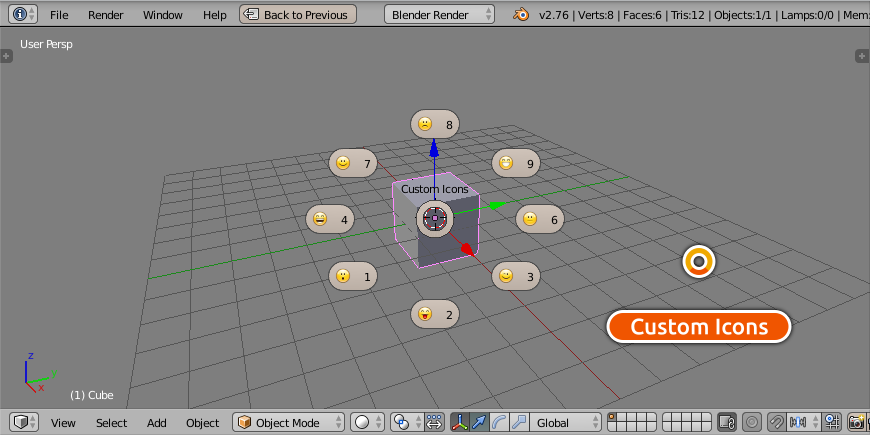 File Render Window Help Back to Previous Blender Render v2.76 | Verts:8 | Faces:6 | Tris:12 | Objects:1/1 | Lamps:0/0 | Mem:
User Persp
8
7
9
Custom Icons
4
6
1
3
2
Custom Icons
z
y
x
(1) Cube
View Select Add Object Object Mode Global